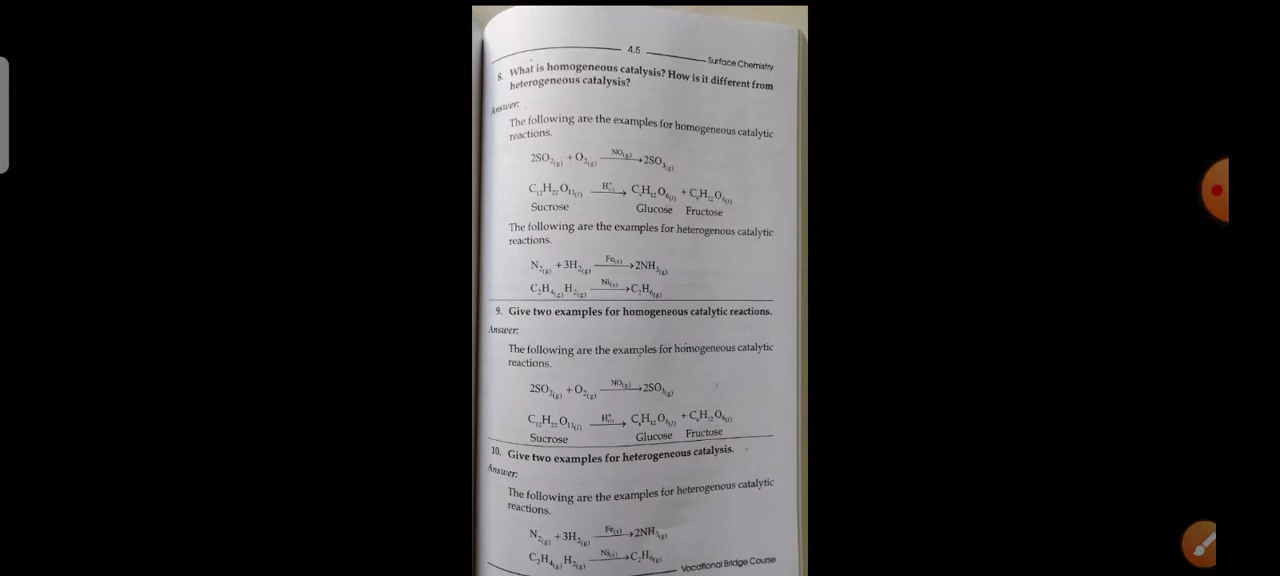 4.5
Surface Chemistry
8. What is homogeneous catalysis? How is it different from
heterogeneous catalysis?
Answer:
The following are the examples for homogeneous catalytic
reactions.
2SO2(g) + O2(g) NO(g)→ 2SO3(g)
C12H22O11(l) H+(l)→ C6H12O6(l) + C6H12O6(l)
Sucrose Glucose Fructose
The following are the examples for heterogenous catalytic
reactions.
N2(g) + 3H2(g) Fe(s)→ 2NH3(g)
C2H4(g) H2(g) Ni(s)→ C2H6(g)
9. Give two examples for homogeneous catalytic reactions.
Answer:
The following are the examples for homogeneous catalytic
reactions.
2SO2(g) + O2(g) NO(g)→ 2SO3(g)
C12H22O11(l) H+(l)→ C6H12O6(l) + C6H12O6(l)
Sucrose Glucose Fructose
10. Give two examples for heterogeneous catalysis.
Answer:
The following are the examples for heterogenous catalytic
reactions.
N2(g) + 3H2(g) Fe(s)→ 2NH3(g)
C2H4(g) H2(g) Ni(s)→ C2H6(g)
Vocational Bridge Course